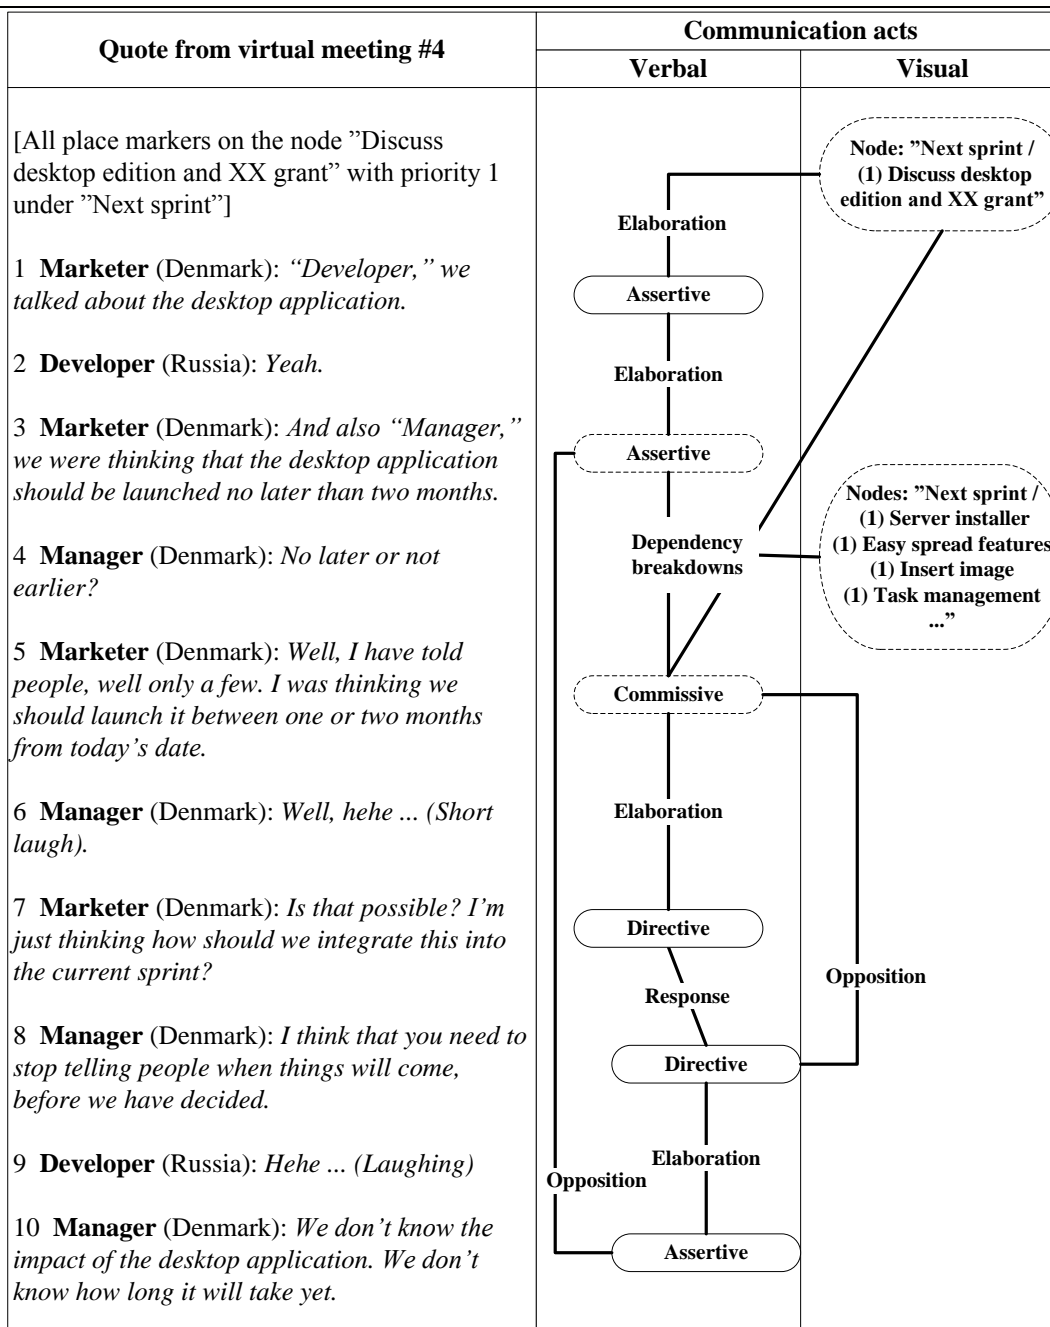 Quote from virtual meeting #4
Communication acts
Verbal
Visual
[All place markers on the node ”Discuss
desktop edition and XX grant” with priority 1
under ”Next sprint”]
1 Marketer (Denmark): “Developer,” we
talked about the desktop application.
2 Developer (Russia): Yeah.
3 Marketer (Denmark): And also “Manager,”
we were thinking that the desktop application
should be launched no later than two months.
4 Manager (Denmark): No later or not
earlier?
5 Marketer (Denmark): Well, I have told
people, well only a few. I was thinking we
should launch it between one or two months
from today’s date.
6 Manager (Denmark): Well, hehe ... (Short
laugh).
7 Marketer (Denmark): Is that possible? I’m
just thinking how should we integrate this into
the current sprint?
8 Manager (Denmark): I think that you need to
stop telling people when things will come,
before we have decided.
9 Developer (Russia): Hehe ... (Laughing)
10 Manager (Denmark): We don’t know the
impact of the desktop application. We don’t
know how long it will take yet.
Elaboration
Assertive
Elaboration
Assertive
Dependency
breakdowns
Commissive
Elaboration
Directive
Response
Directive
Elaboration
Opposition
Assertive
Node: ”Next sprint /
(1) Discuss desktop
edition and XX grant”
Nodes: ”Next sprint /
(1) Server installer
(1) Easy spread features
(1) Insert image
(1) Task management
...”
Opposition